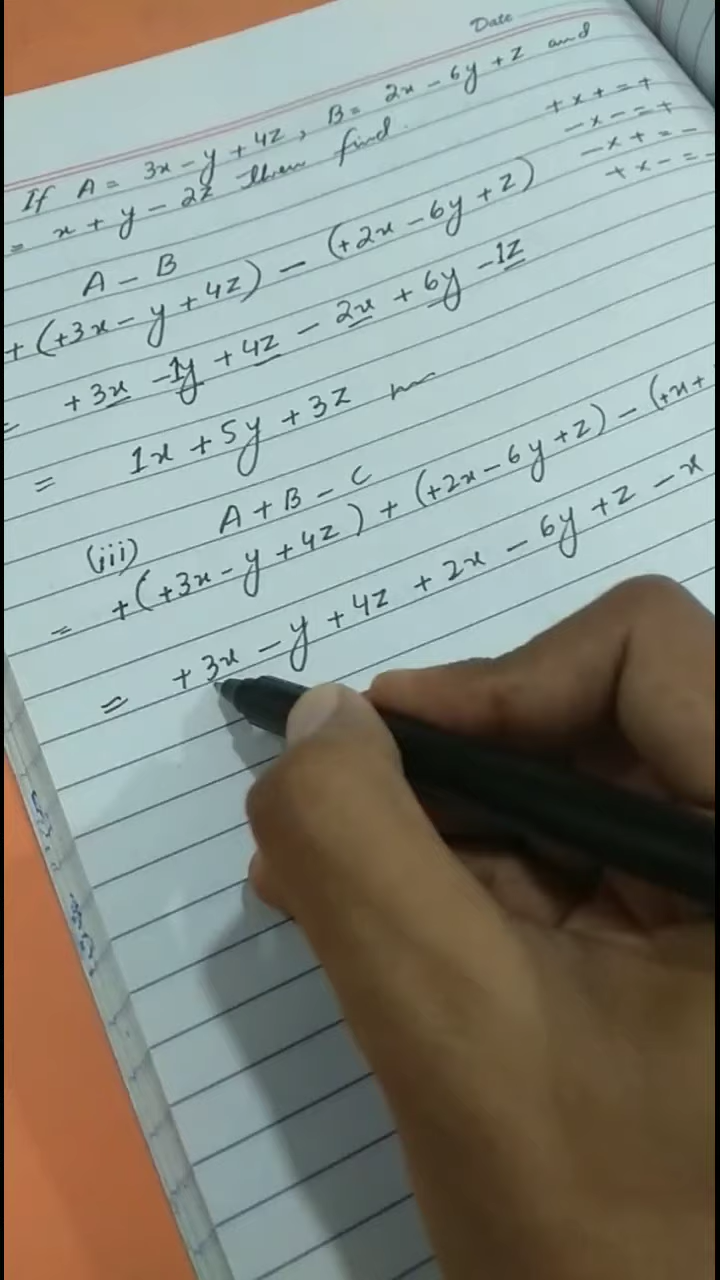 Date
If A = 3x - y + 4z , B = 2x - 6y + z and
= x + y - 2z then find.
+ x + = +
- x - = +
- x + = -
+ x - = -
A - B
+ (+3x - y + 4z) - (+2x - 6y + z)
= +3x - 1y + 4z - 2x + 6y - 1z
= 1x + 5y + 3z
(iii) A + B - C
= +(+3x - y + 4z) + (+2x - 6y + z) - (+x +
= +3x - y + 4z + 2x - 6y + z - x